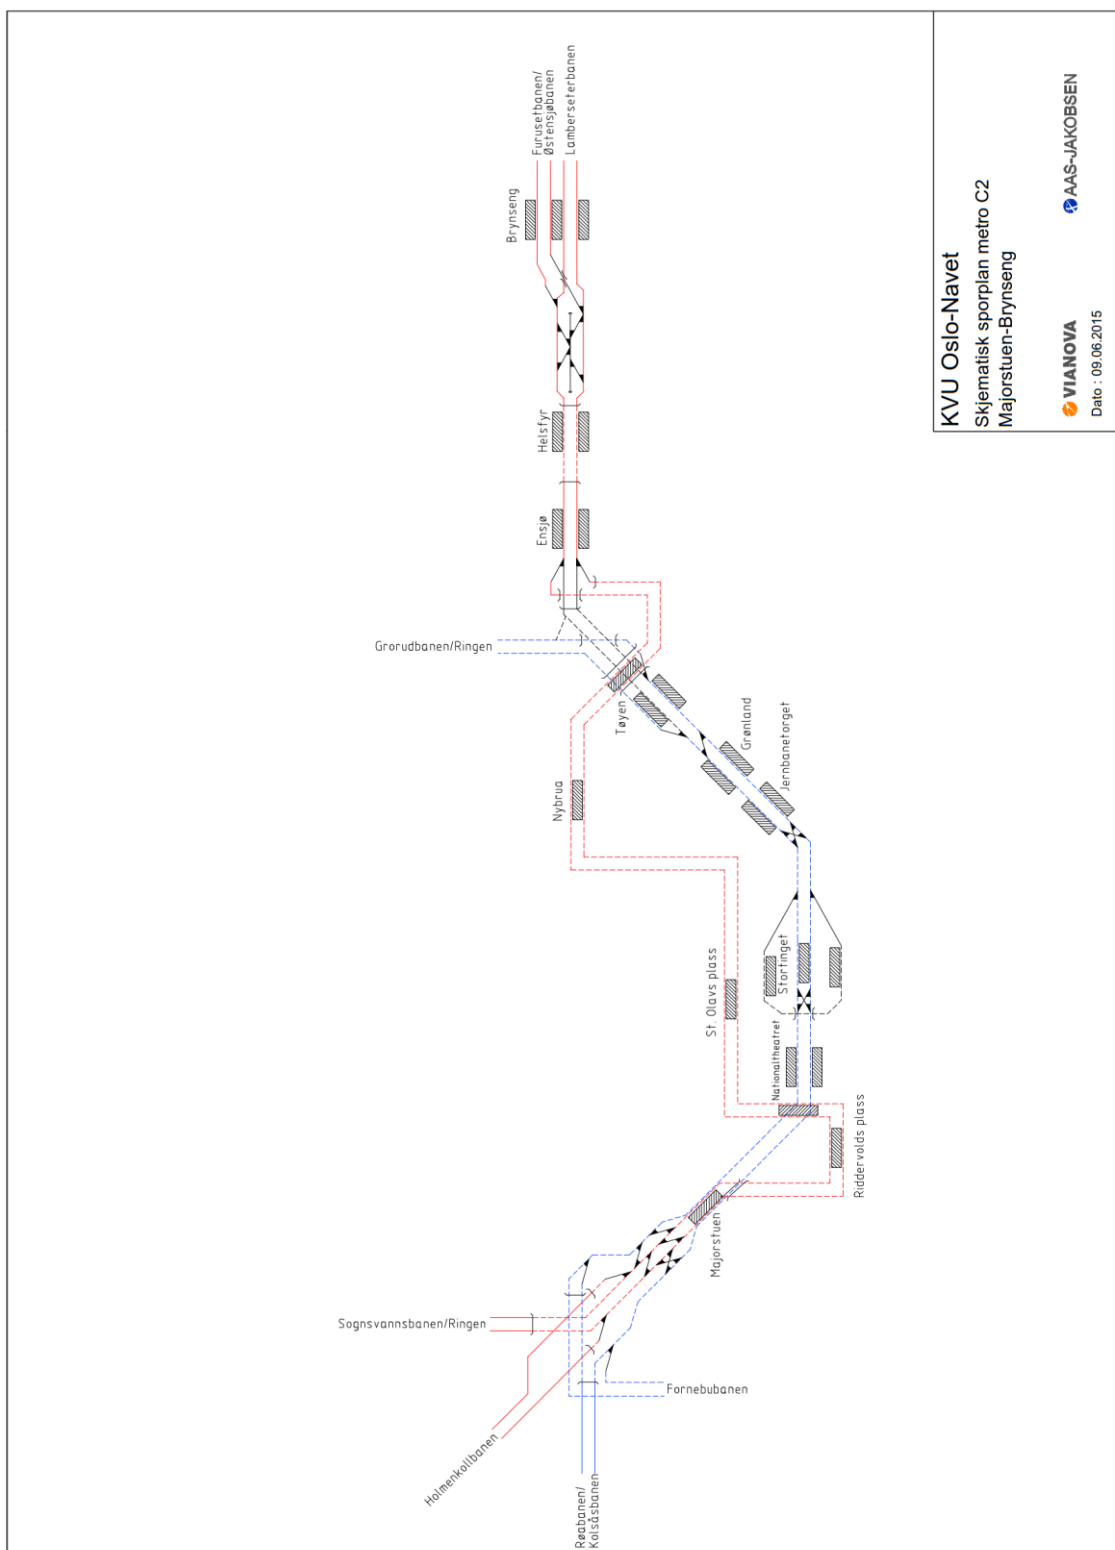 Furusetbanen/
Østensjøbanen
Lamberseterbanen
Brynseng
Helsfyr
Ensjø
Grorudbanen/Ringen
Tøyen
Grønland
Jernbanetorget
Nybrua
St. Olavs plass
Stortinget
Nationaltheatret
Riddervolds plass
Majorstuen
Sognsvannsbanen/Ringen
Fornebubanen
Holmenkollbanen
Røabanen/
Kolsåsbanen
KVU Oslo-Navet
Skjematisk sporplan metro C2
Majorstuen-Brynseng
VIANOVA
AAS-JAKOBSEN
Dato : 09.06.2015